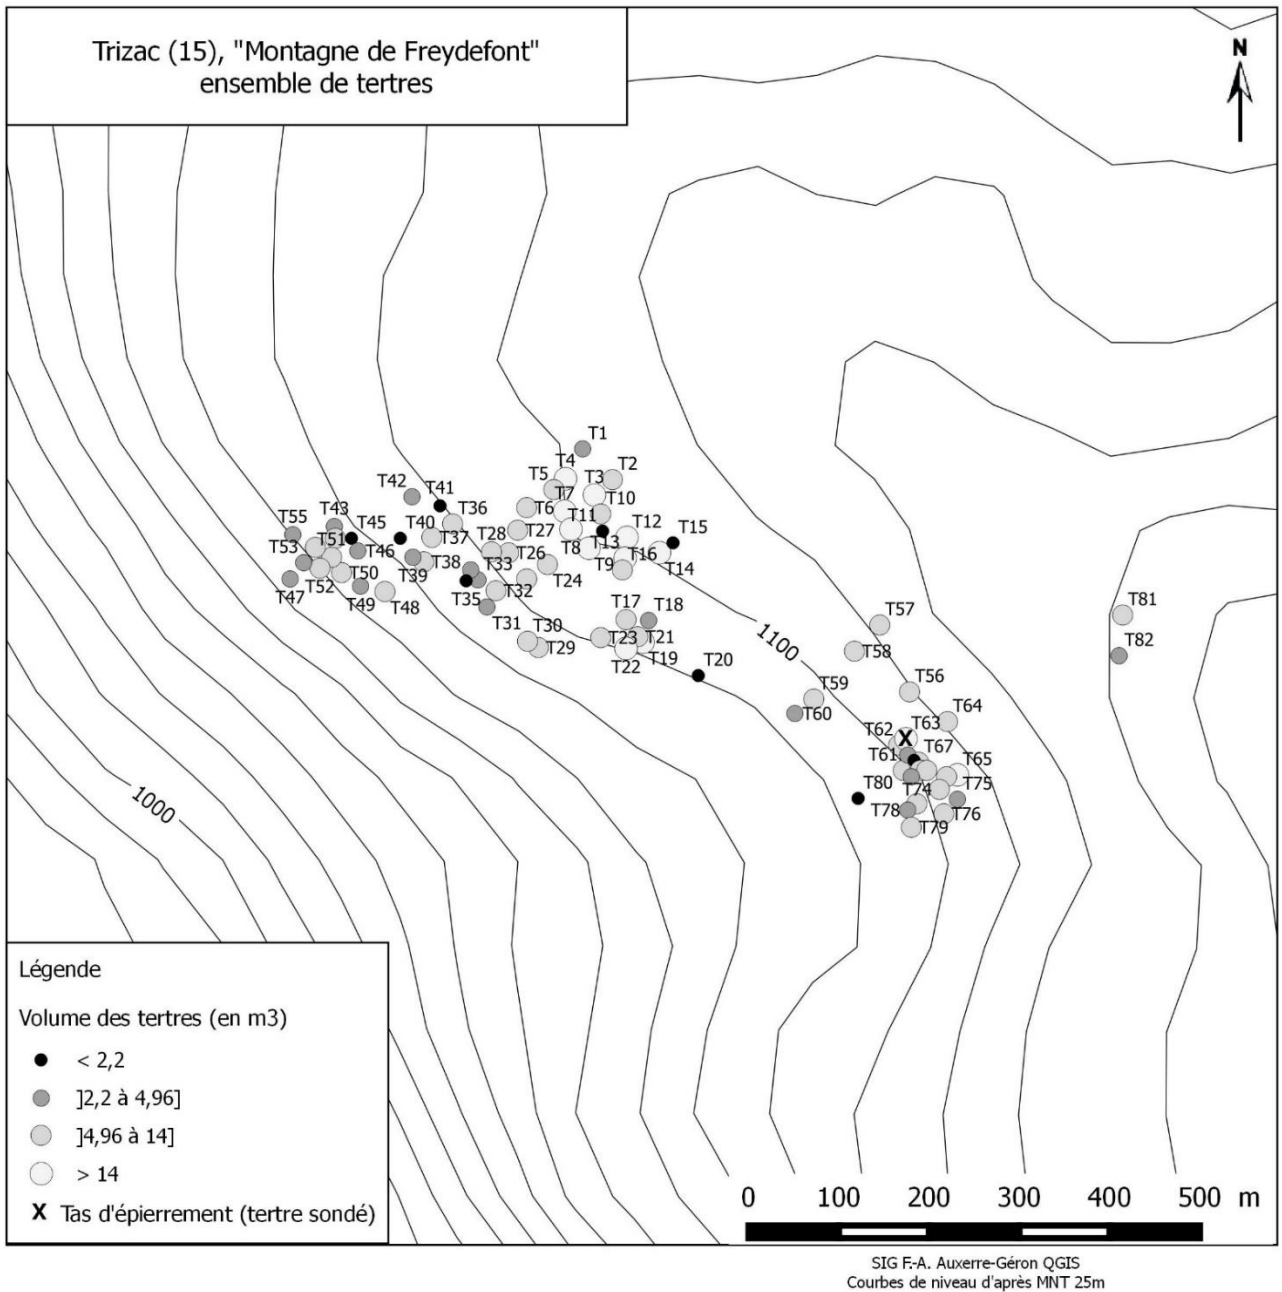 Trizac (15), "Montagne de Freydefont"
ensemble de tertres
N
T1
T4
T5
T3
T2
T7
T10
T42
T41
T6
T55
T43
T45
T40
T36
T11
T12
T15
T51
T46
T37
T28
T27
T53
T38
T33
T26
T8
T13
T16
T14
T39
T24
T9
T47
T52
T50
T49
T48
T35
T32
T31
T30
T29
T17
T18
T23
T21
T22
T19
T20
T57
T58
T81
T82
1100
T59
T60
T56
T64
T62
T63
X
T61
T67
T65
T80
T74
T75
T78
T76
T79
1000
Légende
Volume des tertres (en m3)
< 2,2
]2,2 à 4,96]
]4,96 à 14]
> 14
X Tas d'épierrement (tertre sondé)
0 100 200 300 400 500 m
SIG F.-A. Auxerre-Géron QGIS
Courbes de niveau d'après MNT 25m